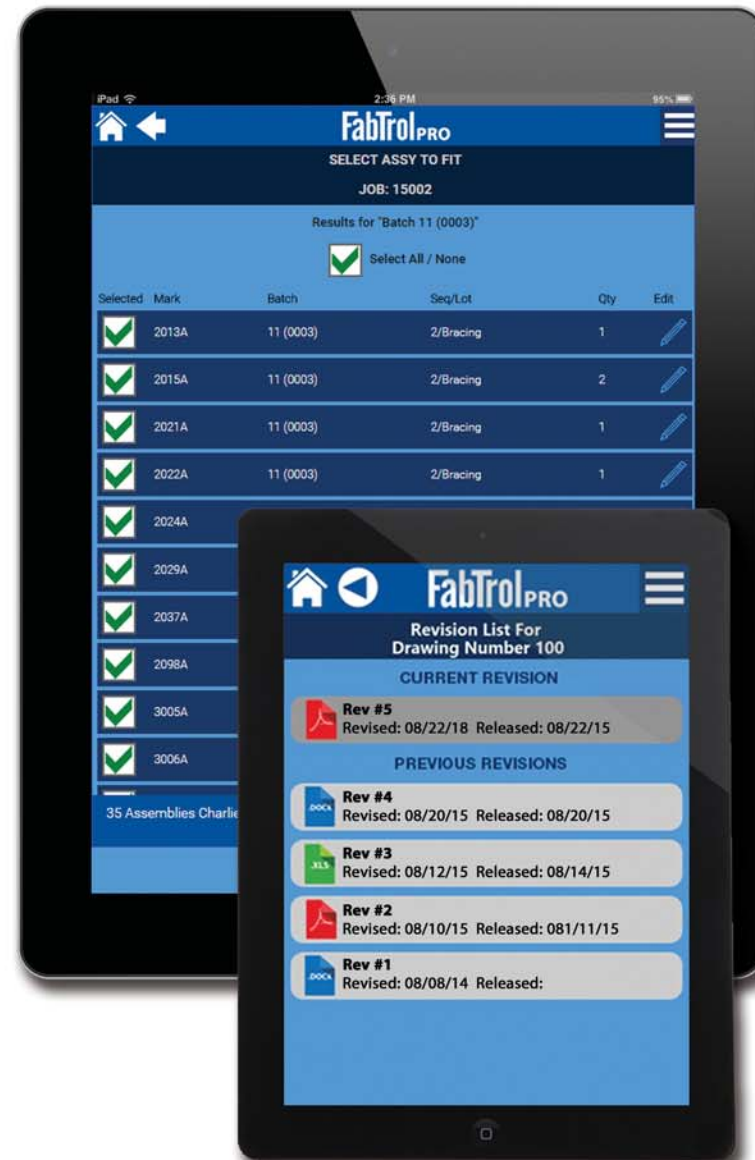 iPad 2:36 PM 95%
FabTrol PRO
SELECT ASSY TO FIT
JOB: 15002
Results for "Batch 11 (0003)"
Select All / None
Selected Mark Batch Seq/Lot Qty Edit
2013A 11 (0003) 2/Bracing 1
2015A 11 (0003) 2/Bracing 2
2021A 11 (0003) 2/Bracing 1
2022A 11 (0003) 2/Bracing 1
2024A
2029A
2037A
2098A
3005A
3006A
35 Assemblies Charlie
FabTrol PRO
Revision List For
Drawing Number 100
CURRENT REVISION
Rev #5
Revised: 08/22/18 Released: 08/22/15
PREVIOUS REVISIONS
.DOCX
Rev #4
Revised: 08/20/15 Released: 08/20/15
.XLS
Rev #3
Revised: 08/12/15 Released: 08/14/15
Rev #2
Revised: 08/10/15 Released: 081/11/15
.DOCX
Rev #1
Revised: 08/08/14 Released: